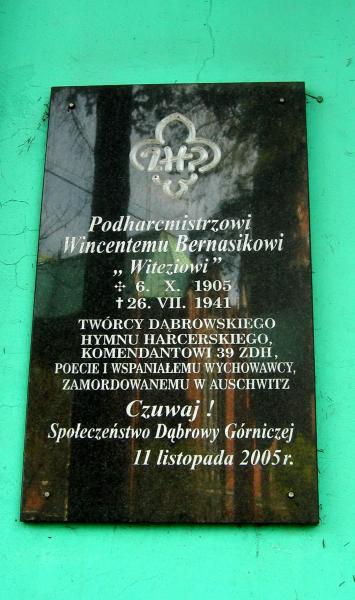 Z.H.P.
Podharcmistrzowi
Wincentemu Bernasikowi
„Witeziowi”
✣ 6. X. 1905
† 26. VII. 1941
TWÓRCY DĄBROWSKIEGO
HYMNU HARCERSKIEGO,
KOMENDANTOWI 39 ZDH,
POECIE I WSPANIAŁEMU WYCHOWAWCY,
ZAMORDOWANEMU W AUSCHWITZ
Czuwaj !
Społeczeństwo Dąbrowy Górniczej
11 listopada 2005 r.